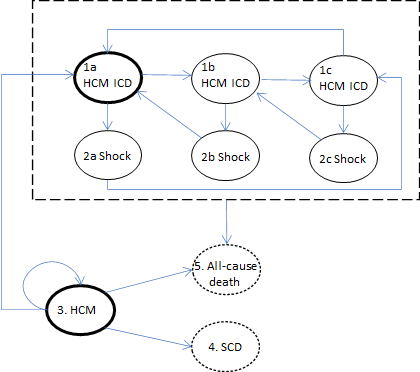 1a
HCM ICD
1b
HCM ICD
1c
HCM ICD
2a Shock
2b Shock
2c Shock
5. All-cause
death
3. HCM
4. SCD